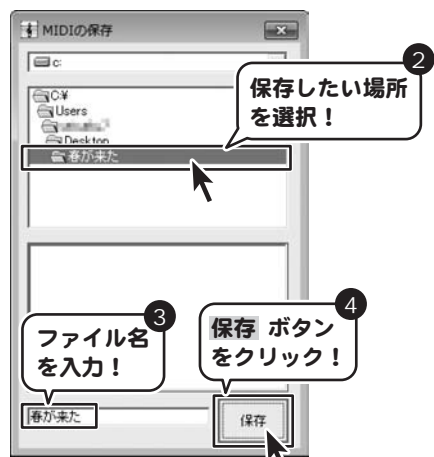 MIDIの保存
c:
2
保存したい場所
を選択！
C:¥
Users
Desktop
春が来た
3
ファイル名
を入力！
4
保存 ボタン
をクリック！
春が来た
保存